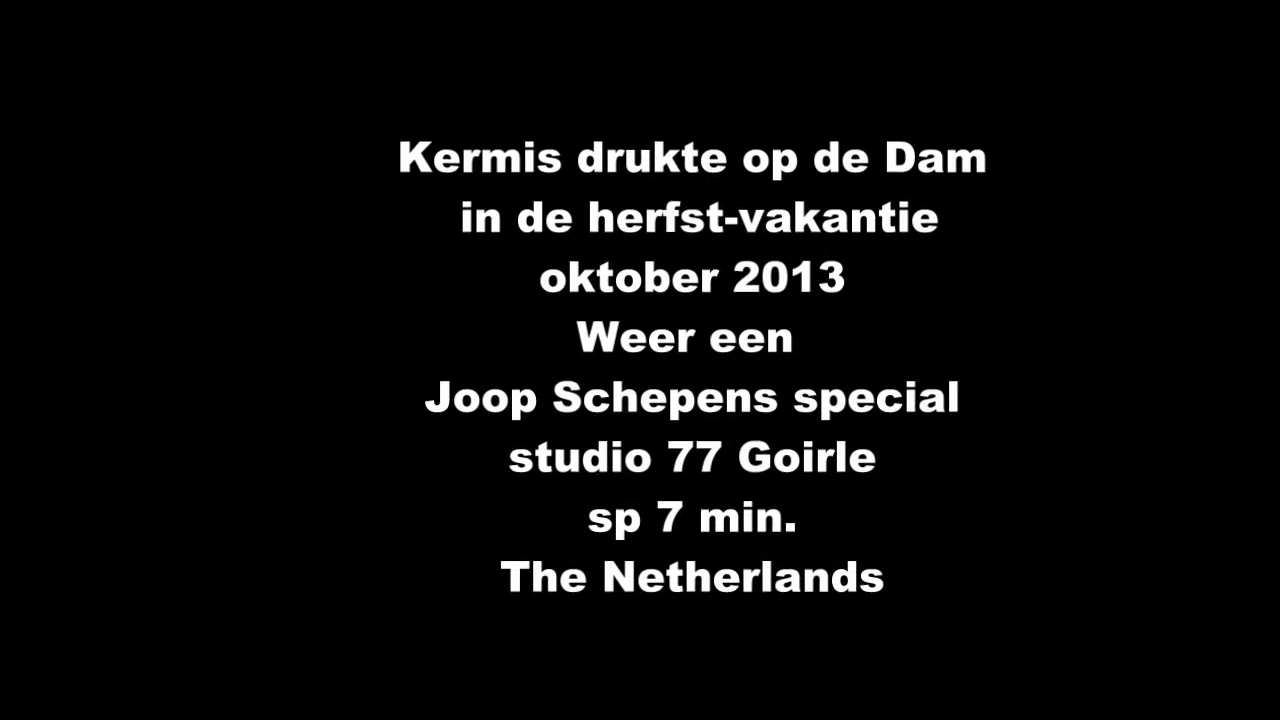 Kermis drukte op de Dam
in de herfst-vakantie
oktober 2013
Weer een
Joop Schepens special
studio 77 Goirle
sp 7 min.
The Netherlands